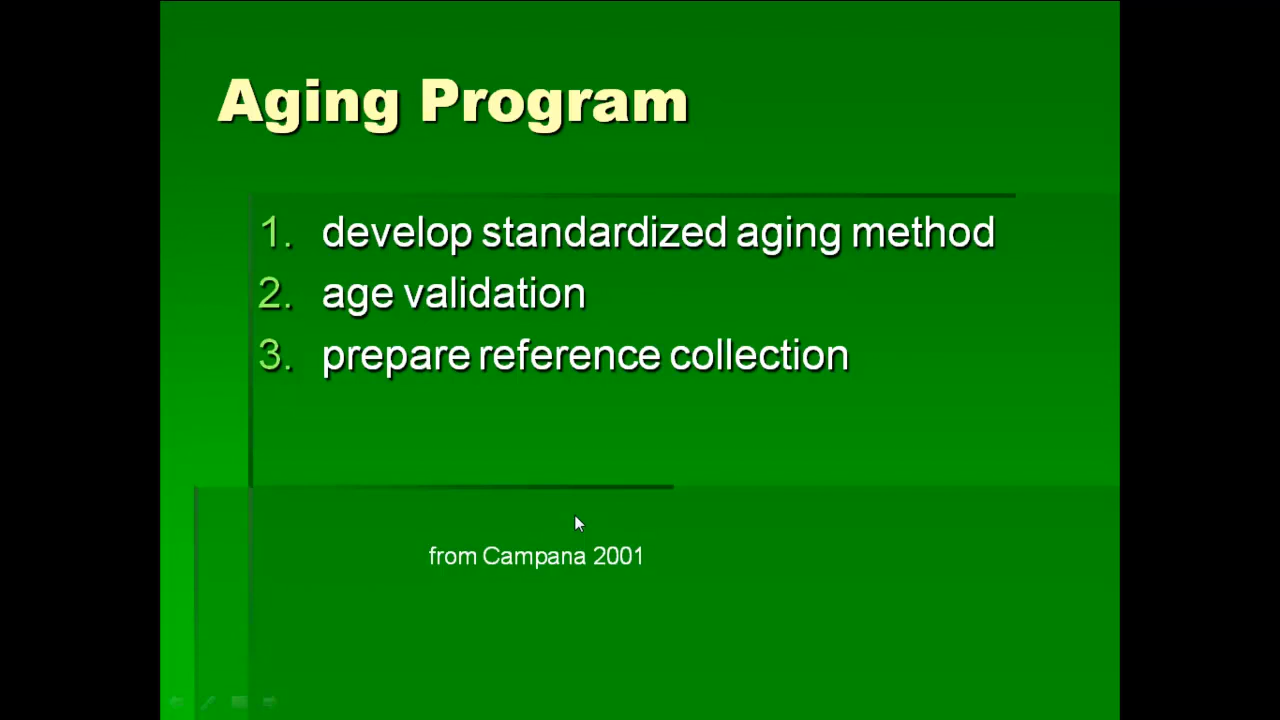 Aging Program
1. develop standardized aging method
2. age validation
3. prepare reference collection
from Campana 2001